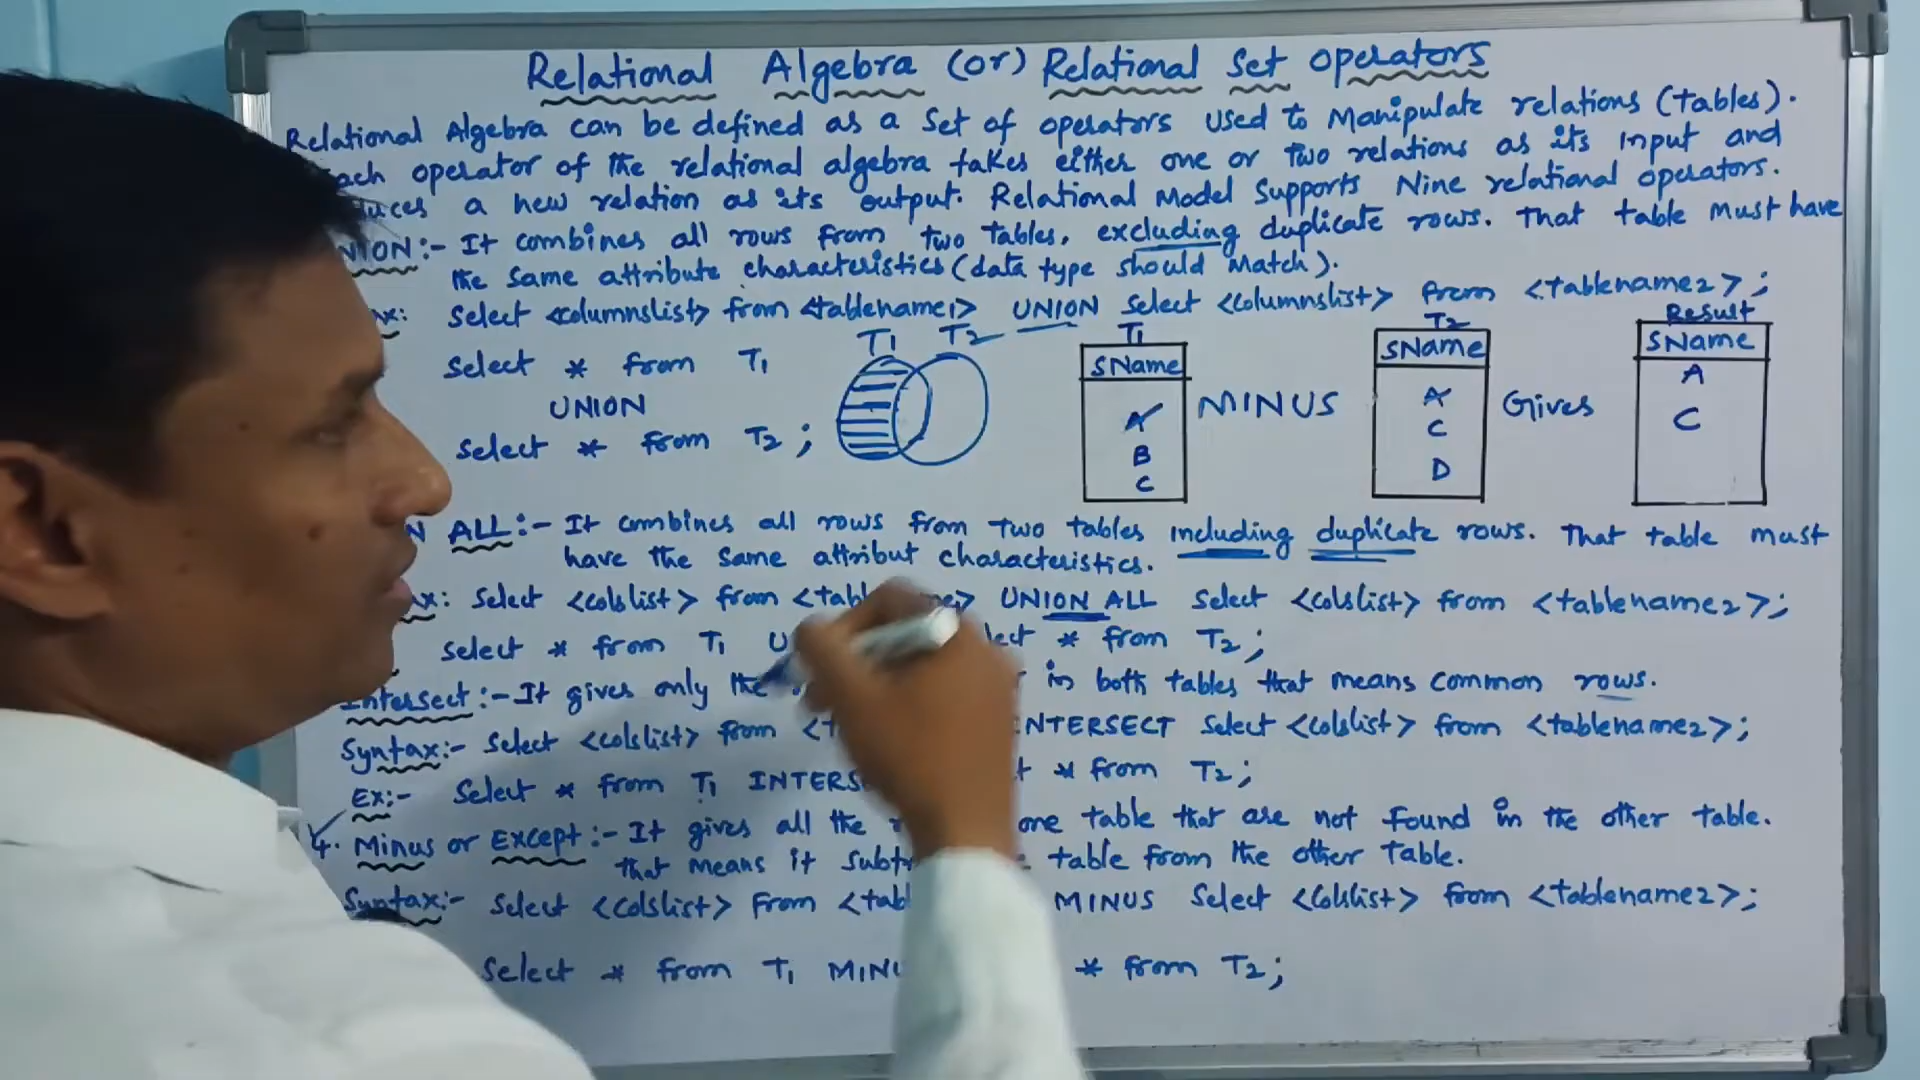 Relational Algebra (or) Relational Set Operators
Relational Algebra can be defined as a Set of operators used to Manipulate relations (tables).
ach operator of the relational algebra takes either one or two relations as its input and
duces a new relation as its output. Relational Model Supports Nine relational operators.
NION:- It combines all rows from two tables, excluding duplicate rows. That table must have
the same attribute characteristics (data type should Match).
ax: Select <columnslist> from <tablename1> UNION Select <columnslist> from <tablename2>;
Select * from T1
UNION
Select * from T2;
T1 T2
T1
SName
A
B
C
MINUS
T2
SName
A
C
D
Gives
Result
SName
A
C
N ALL:- It combines all rows from two tables including duplicate rows. That table must
have the same attribut characteristics.
ax: Select <colslist> from <tabl me> UNION ALL Select <colslist> from <tablename2>;
Select * from T1 U lect * from T2;
Intersect:- It gives only the in both tables that means common rows.
Syntax:- Select <colslist> from <t NTERSECT Select <colslist> from <tablename2>;
Ex:- Select * from T1 INTERS t * from T2;
4. Minus or Except:- It gives all the one table that are not found in the other table.
that means it subtr table from the other table.
Syntax:- Select <colslist> from <tabl MINUS Select <colslist> from <tablename2>;
Select * from T1 MINU * from T2;